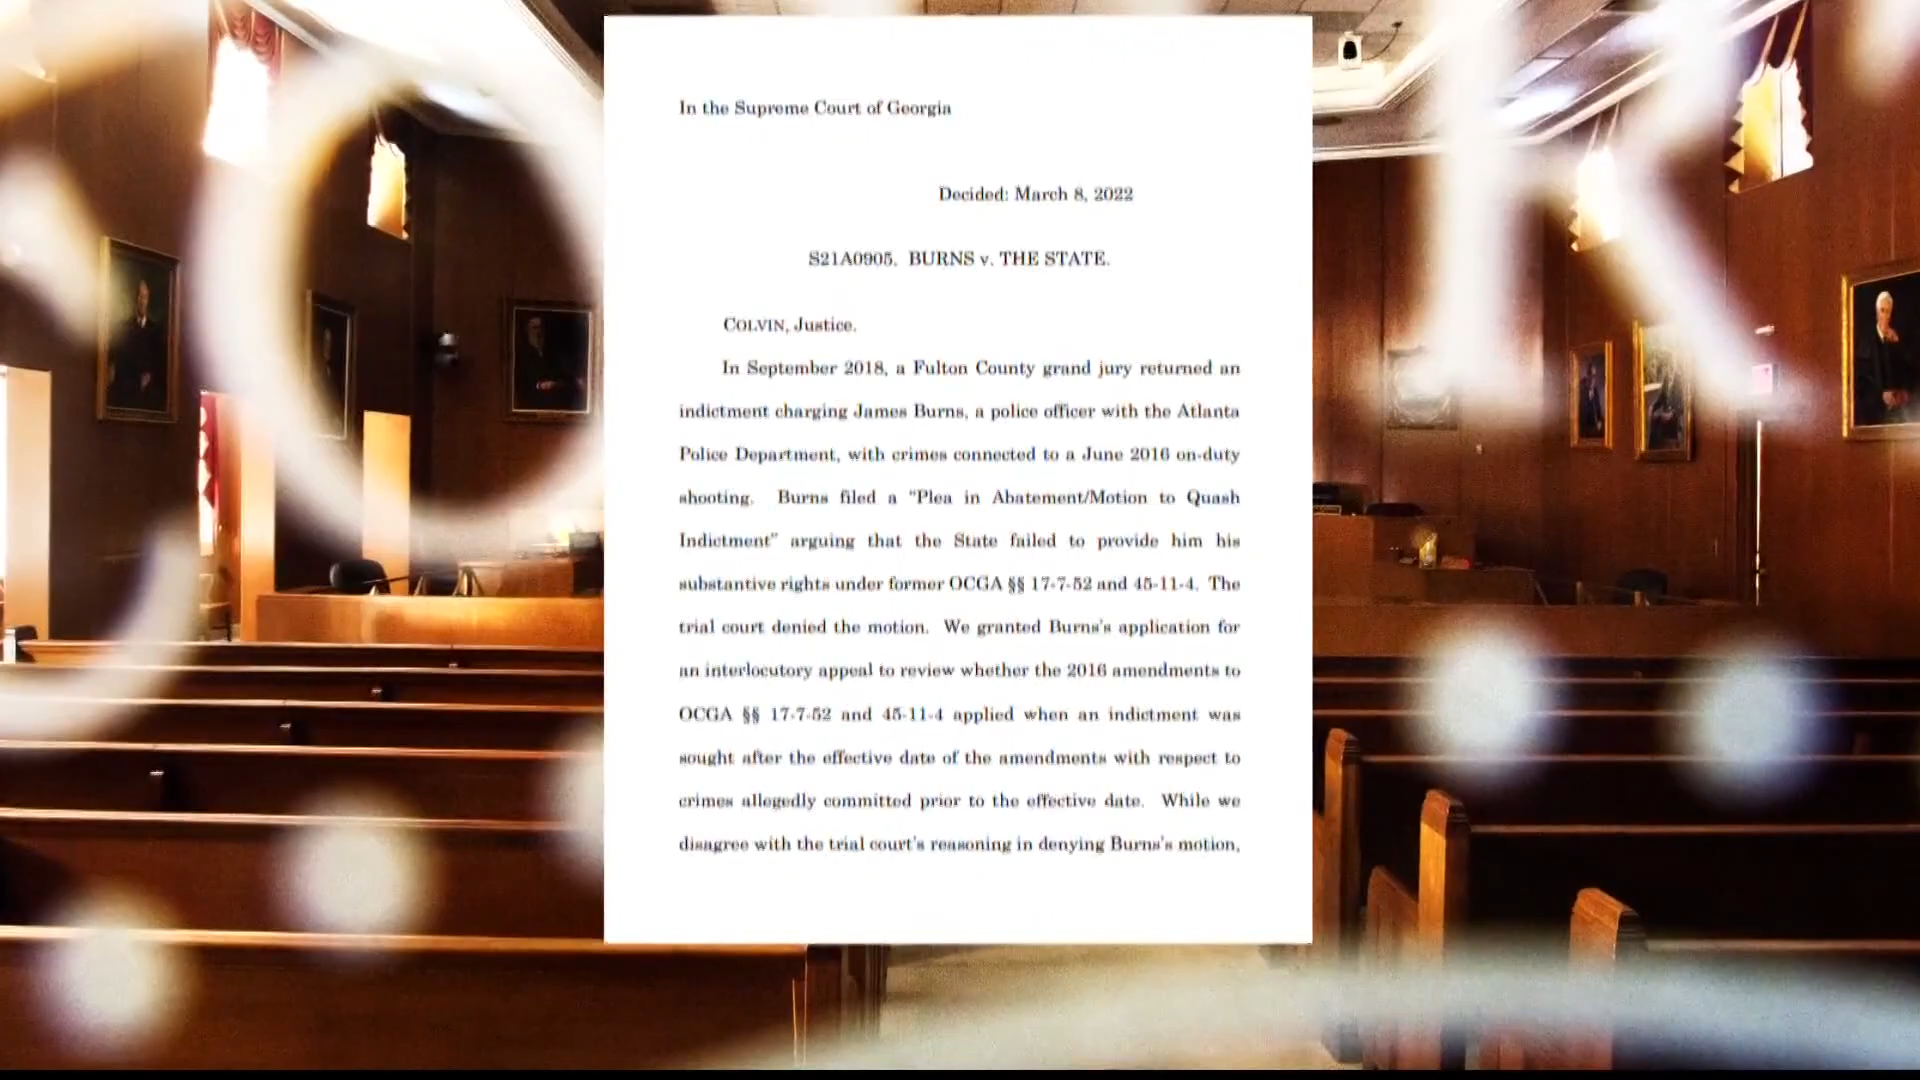 In the Supreme Court of Georgia
Decided: March 8, 2022
S21A0905. BURNS v. THE STATE.
COLVIN, Justice.
In September 2018, a Fulton County grand jury returned an
indictment charging James Burns, a police officer with the Atlanta
Police Department, with crimes connected to a June 2016 on-duty
shooting. Burns filed a “Plea in Abatement/Motion to Quash
Indictment” arguing that the State failed to provide him his
substantive rights under former OCGA §§ 17-7-52 and 45-11-4. The
trial court denied the motion. We granted Burns’s application for
an interlocutory appeal to review whether the 2016 amendments to
OCGA §§ 17-7-52 and 45-11-4 applied when an indictment was
sought after the effective date of the amendments with respect to
crimes allegedly committed prior to the effective date. While we
disagree with the trial court’s reasoning in denying Burns’s motion,